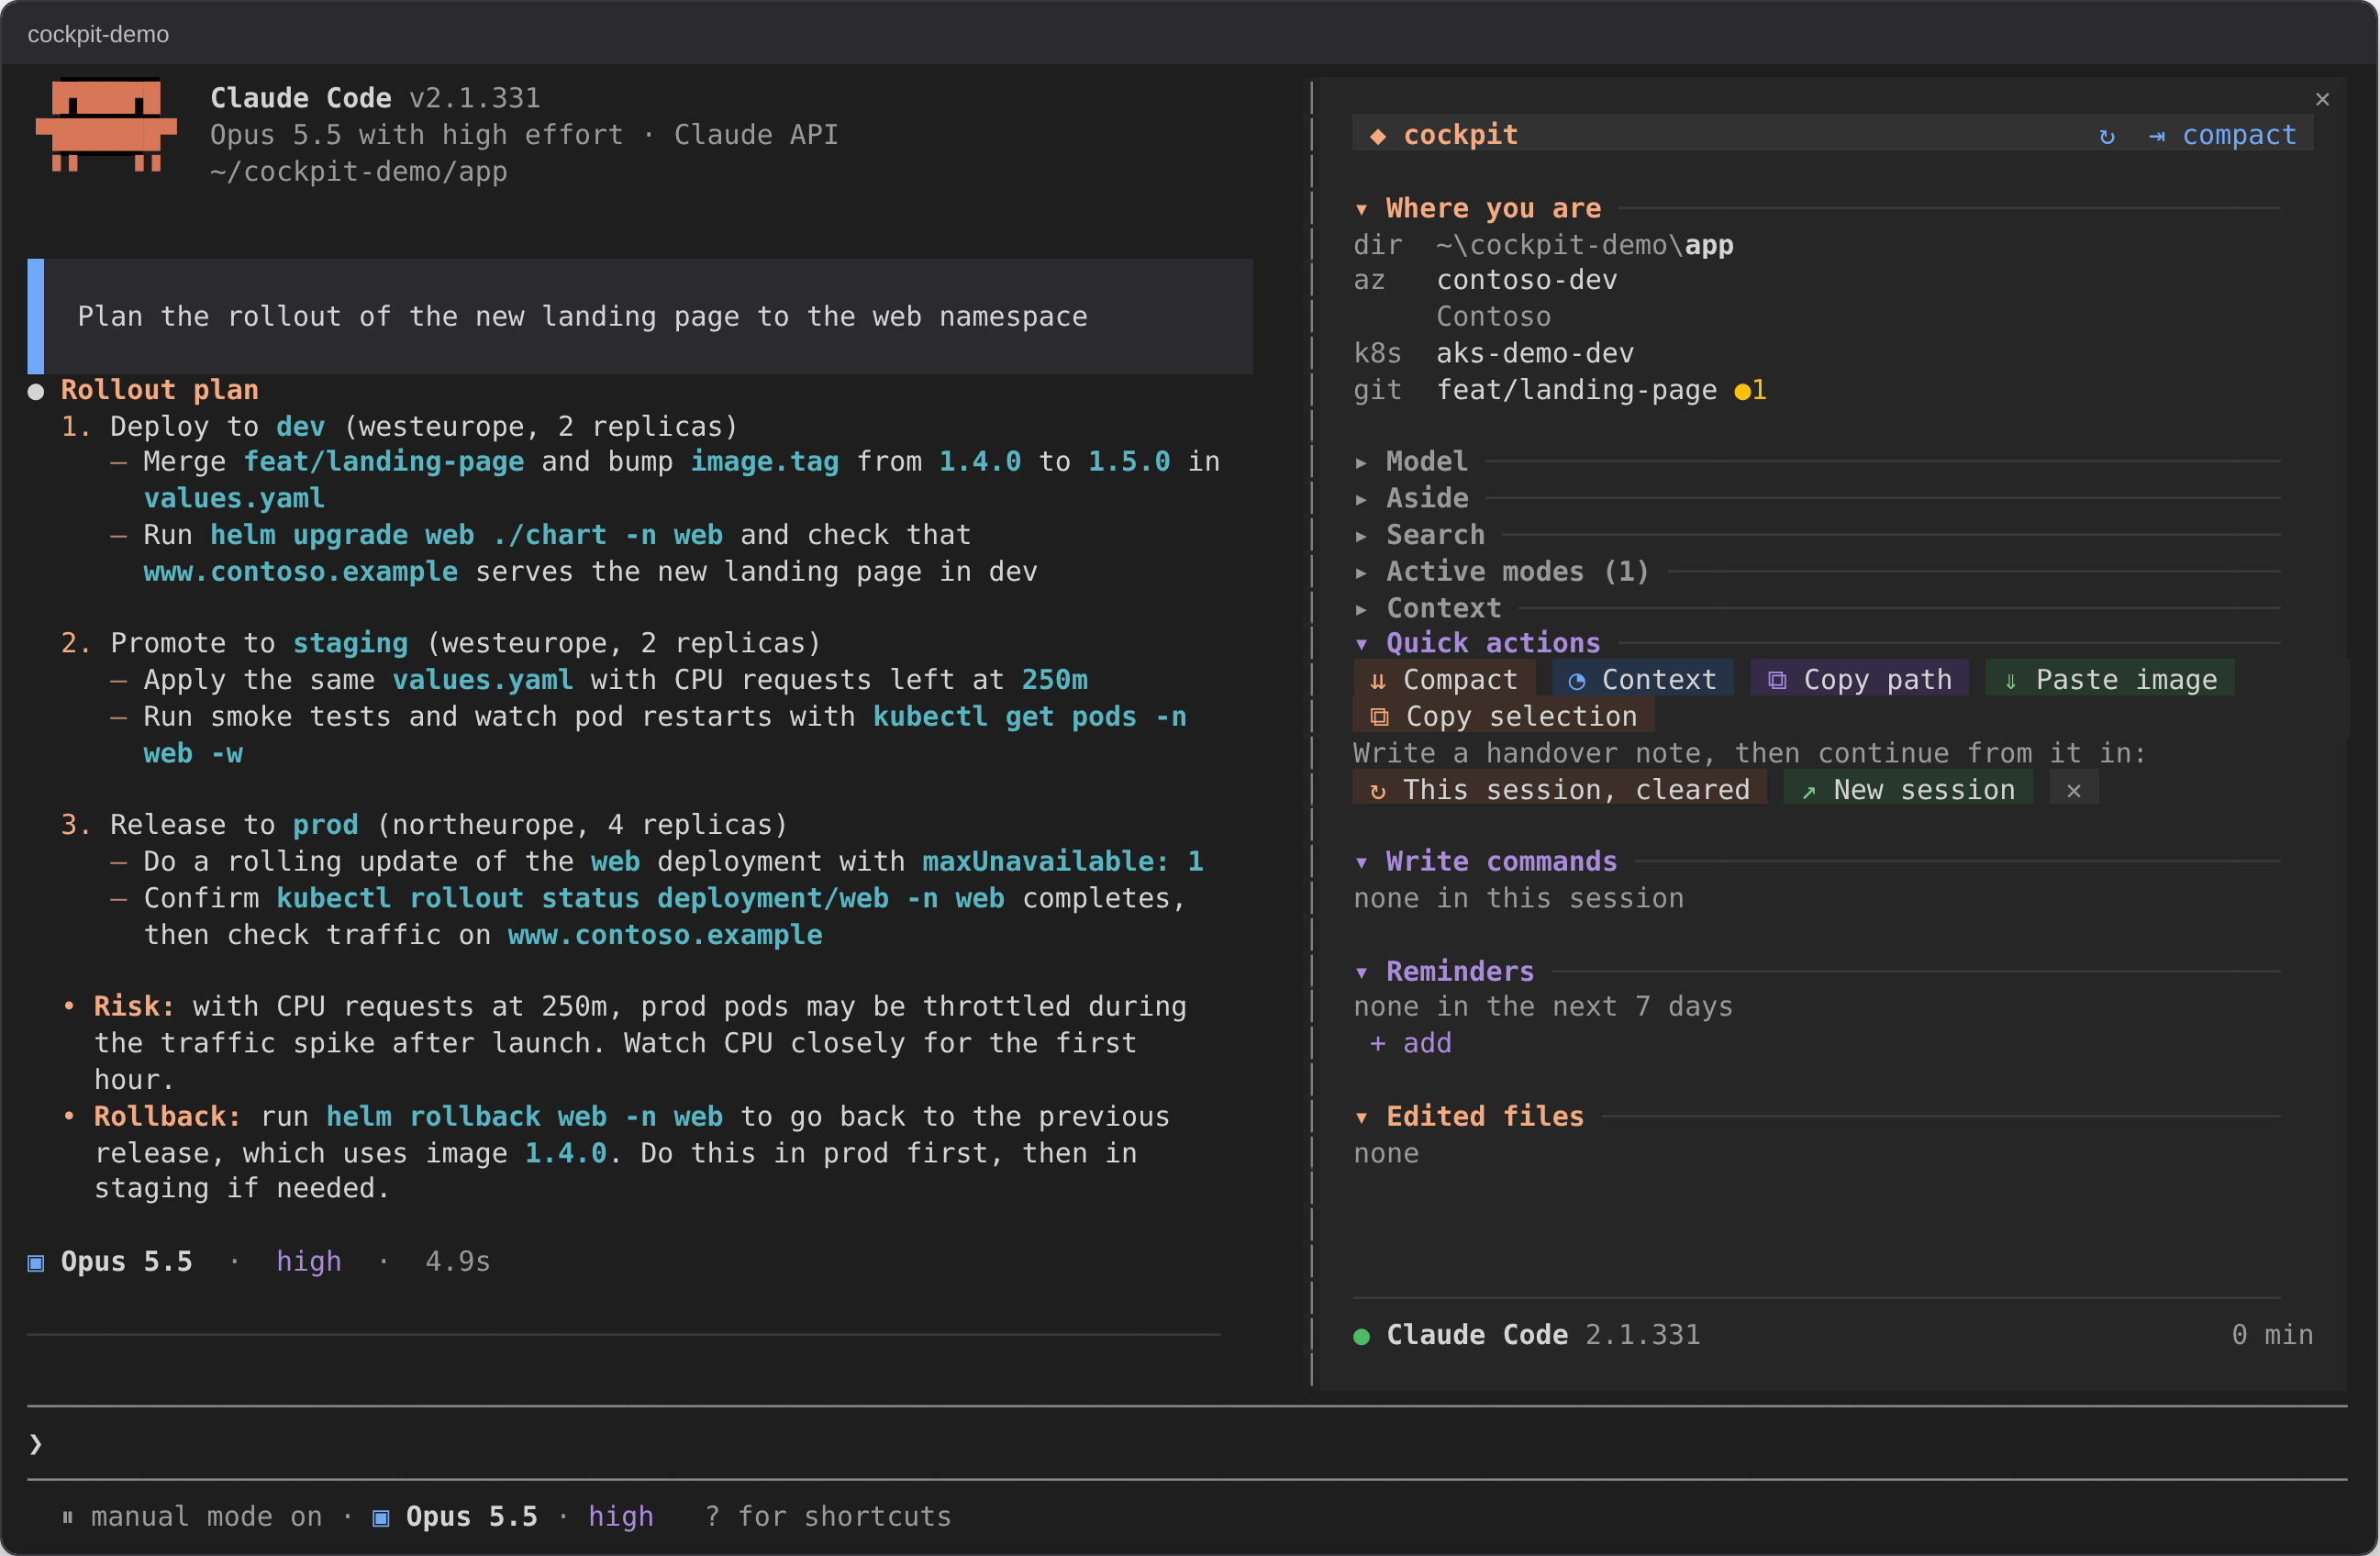 cockpit-demo
Claude Code v2.1.331
Opus 5.5 with high effort · Claude API
~/cockpit-demo/app
Plan the rollout of the new landing page to the web namespace
● Rollout plan
1. Deploy to dev (westeurope, 2 replicas)
– Merge feat/landing-page and bump image.tag from 1.4.0 to 1.5.0 in
values.yaml
– Run helm upgrade web ./chart -n web and check that
www.contoso.example serves the new landing page in dev
2. Promote to staging (westeurope, 2 replicas)
– Apply the same values.yaml with CPU requests left at 250m
– Run smoke tests and watch pod restarts with kubectl get pods -n
web -w
3. Release to prod (northeurope, 4 replicas)
– Do a rolling update of the web deployment with maxUnavailable: 1
– Confirm kubectl rollout status deployment/web -n web completes,
then check traffic on www.contoso.example
• Risk: with CPU requests at 250m, prod pods may be throttled during
the traffic spike after launch. Watch CPU closely for the first
hour.
• Rollback: run helm rollback web -n web to go back to the previous
release, which uses image 1.4.0. Do this in prod first, then in
staging if needed.
▣ Opus 5.5 · high · 4.9s
×
◆ cockpit ↻ ⇥ compact
▾ Where you are
dir ~\cockpit-demo\app
az contoso-dev
Contoso
k8s aks-demo-dev
git feat/landing-page ●1
▸ Model
▸ Aside
▸ Search
▸ Active modes (1)
▸ Context
▾ Quick actions
⇊ Compact ◔ Context ⧉ Copy path ⇓ Paste image
⧉ Copy selection
Write a handover note, then continue from it in:
↻ This session, cleared ↗ New session ×
▾ Write commands
none in this session
▾ Reminders
none in the next 7 days
+ add
▾ Edited files
none
● Claude Code 2.1.331 0 min
❯
⏸ manual mode on · ▣ Opus 5.5 · high ? for shortcuts